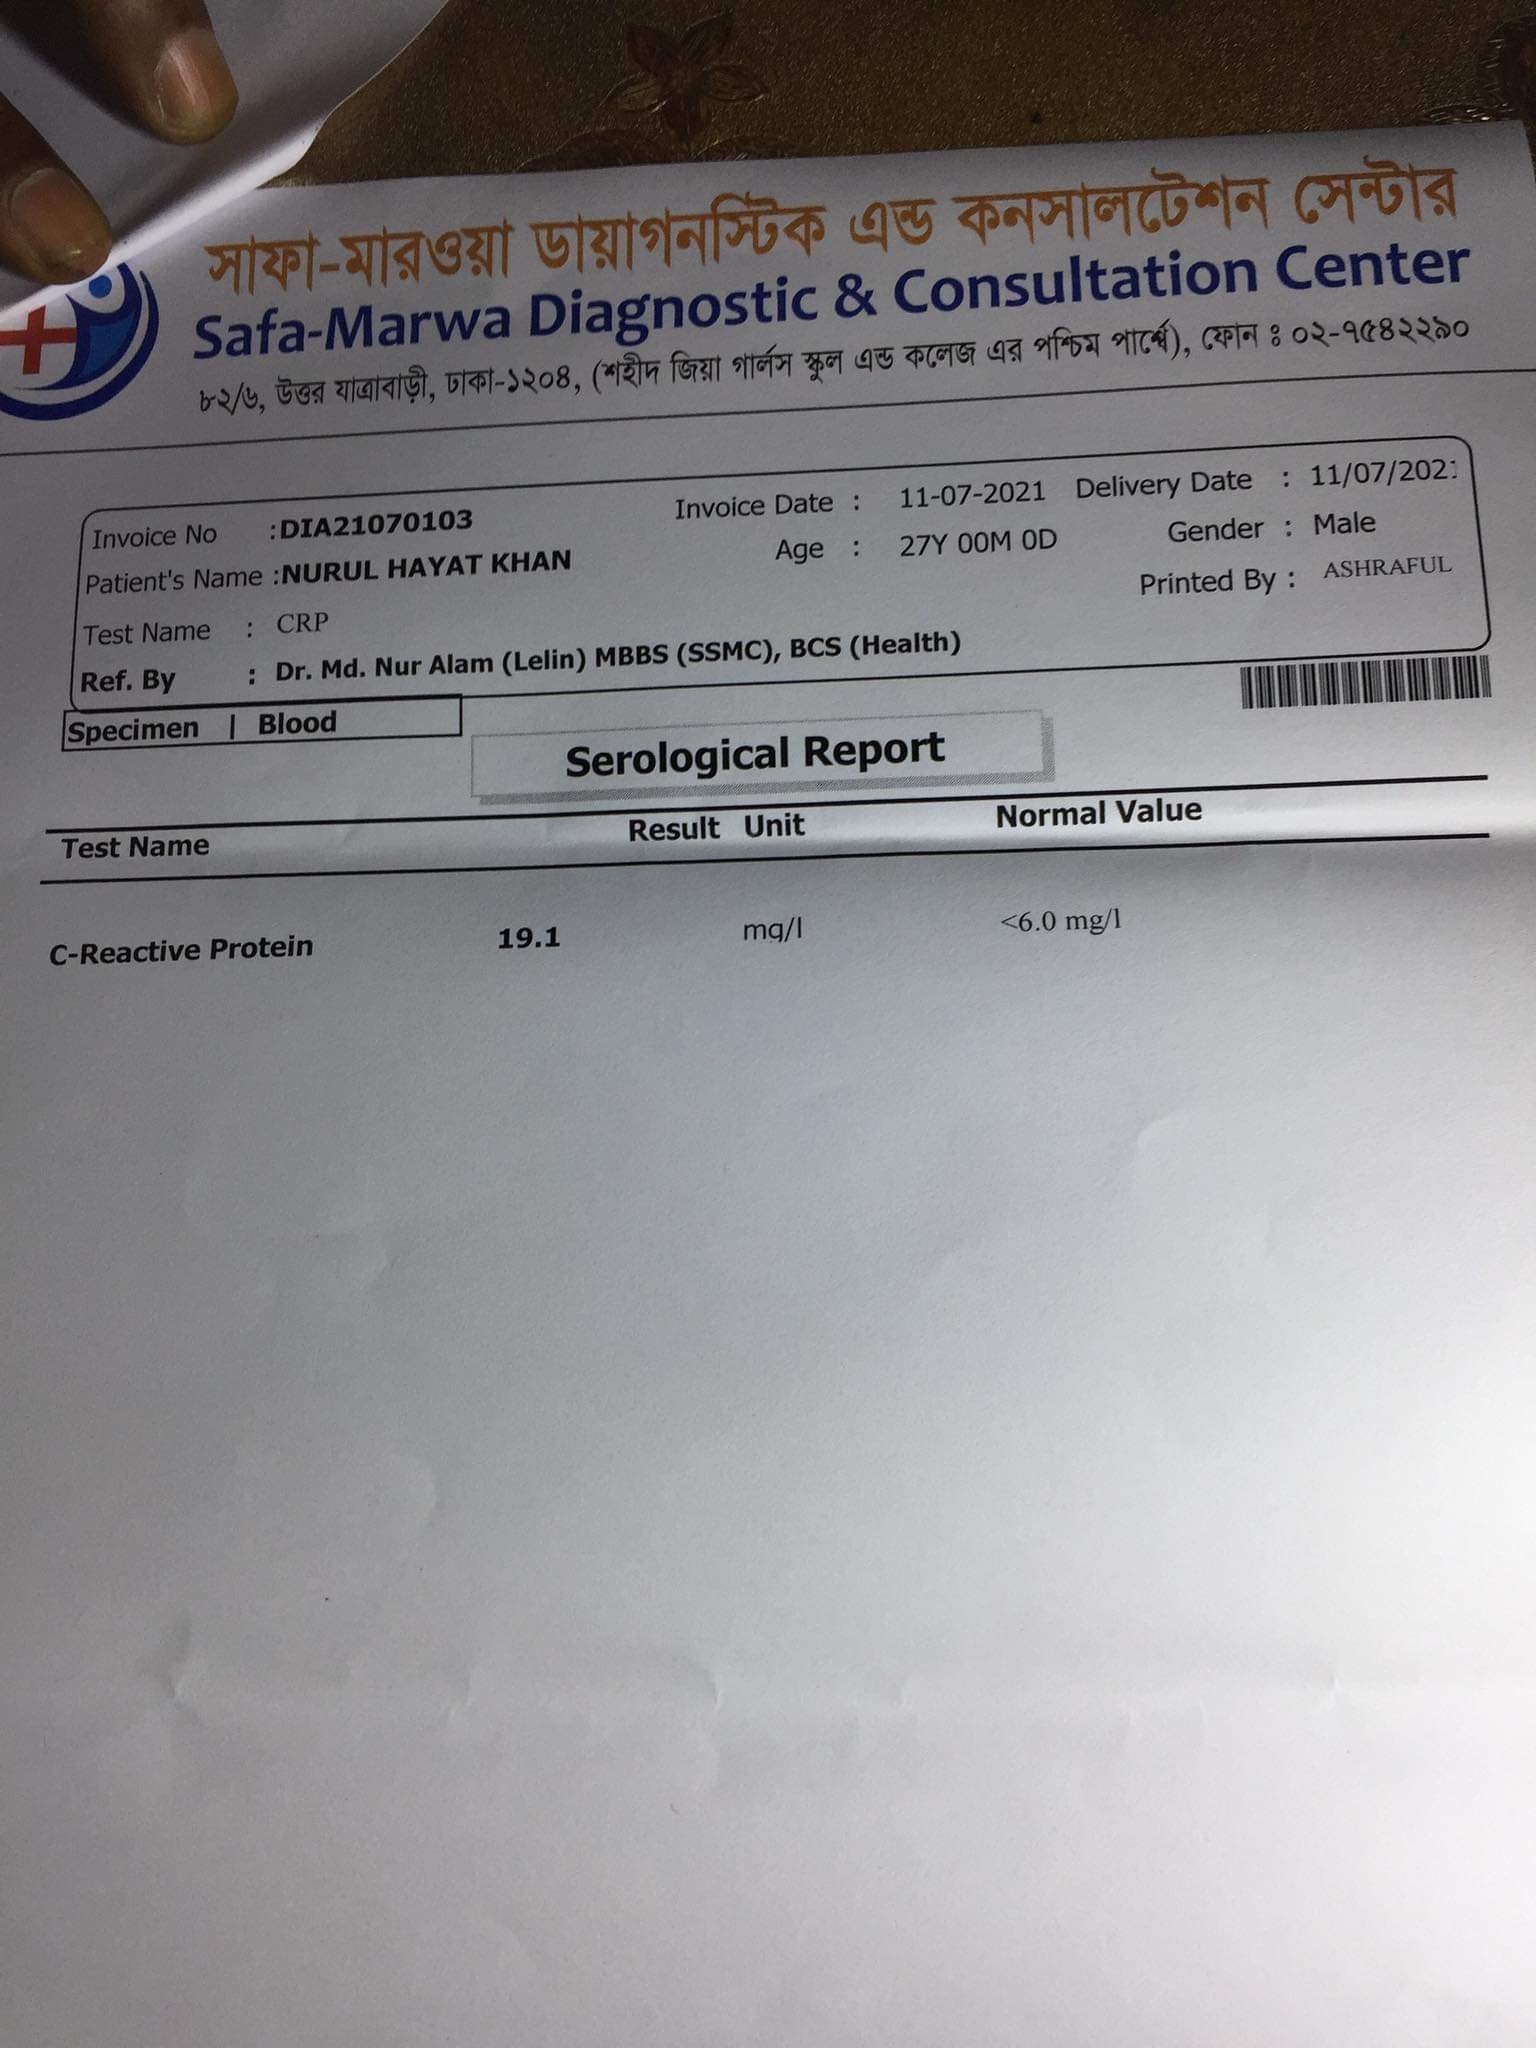 সাফা-মারওয়া ডায়াগনস্টিক এন্ড কনসালটেশন সেন্টার
Safa-Marwa Diagnostic & Consultation Center
৮২/৬, উত্তর যাত্রাবাড়ী, ঢাকা-১২০৪, (শহীদ জিয়া গার্লস স্কুল এন্ড কলেজ এর পশ্চিম পার্শ্বে), ফোন ঃ ০২-৭৫৪২২৯০
Invoice No :DIA21070103 Invoice Date : 11-07-2021 Delivery Date : 11/07/2021
Patient's Name :NURUL HAYAT KHAN Age : 27Y 00M 0D Gender : Male
Test Name : CRP Printed By : ASHRAFUL
Ref. By : Dr. Md. Nur Alam (Lelin) MBBS (SSMC), BCS (Health)
Specimen | Blood
Serological Report
Test Name Result Unit Normal Value
C-Reactive Protein 19.1 mg/l <6.0 mg/l